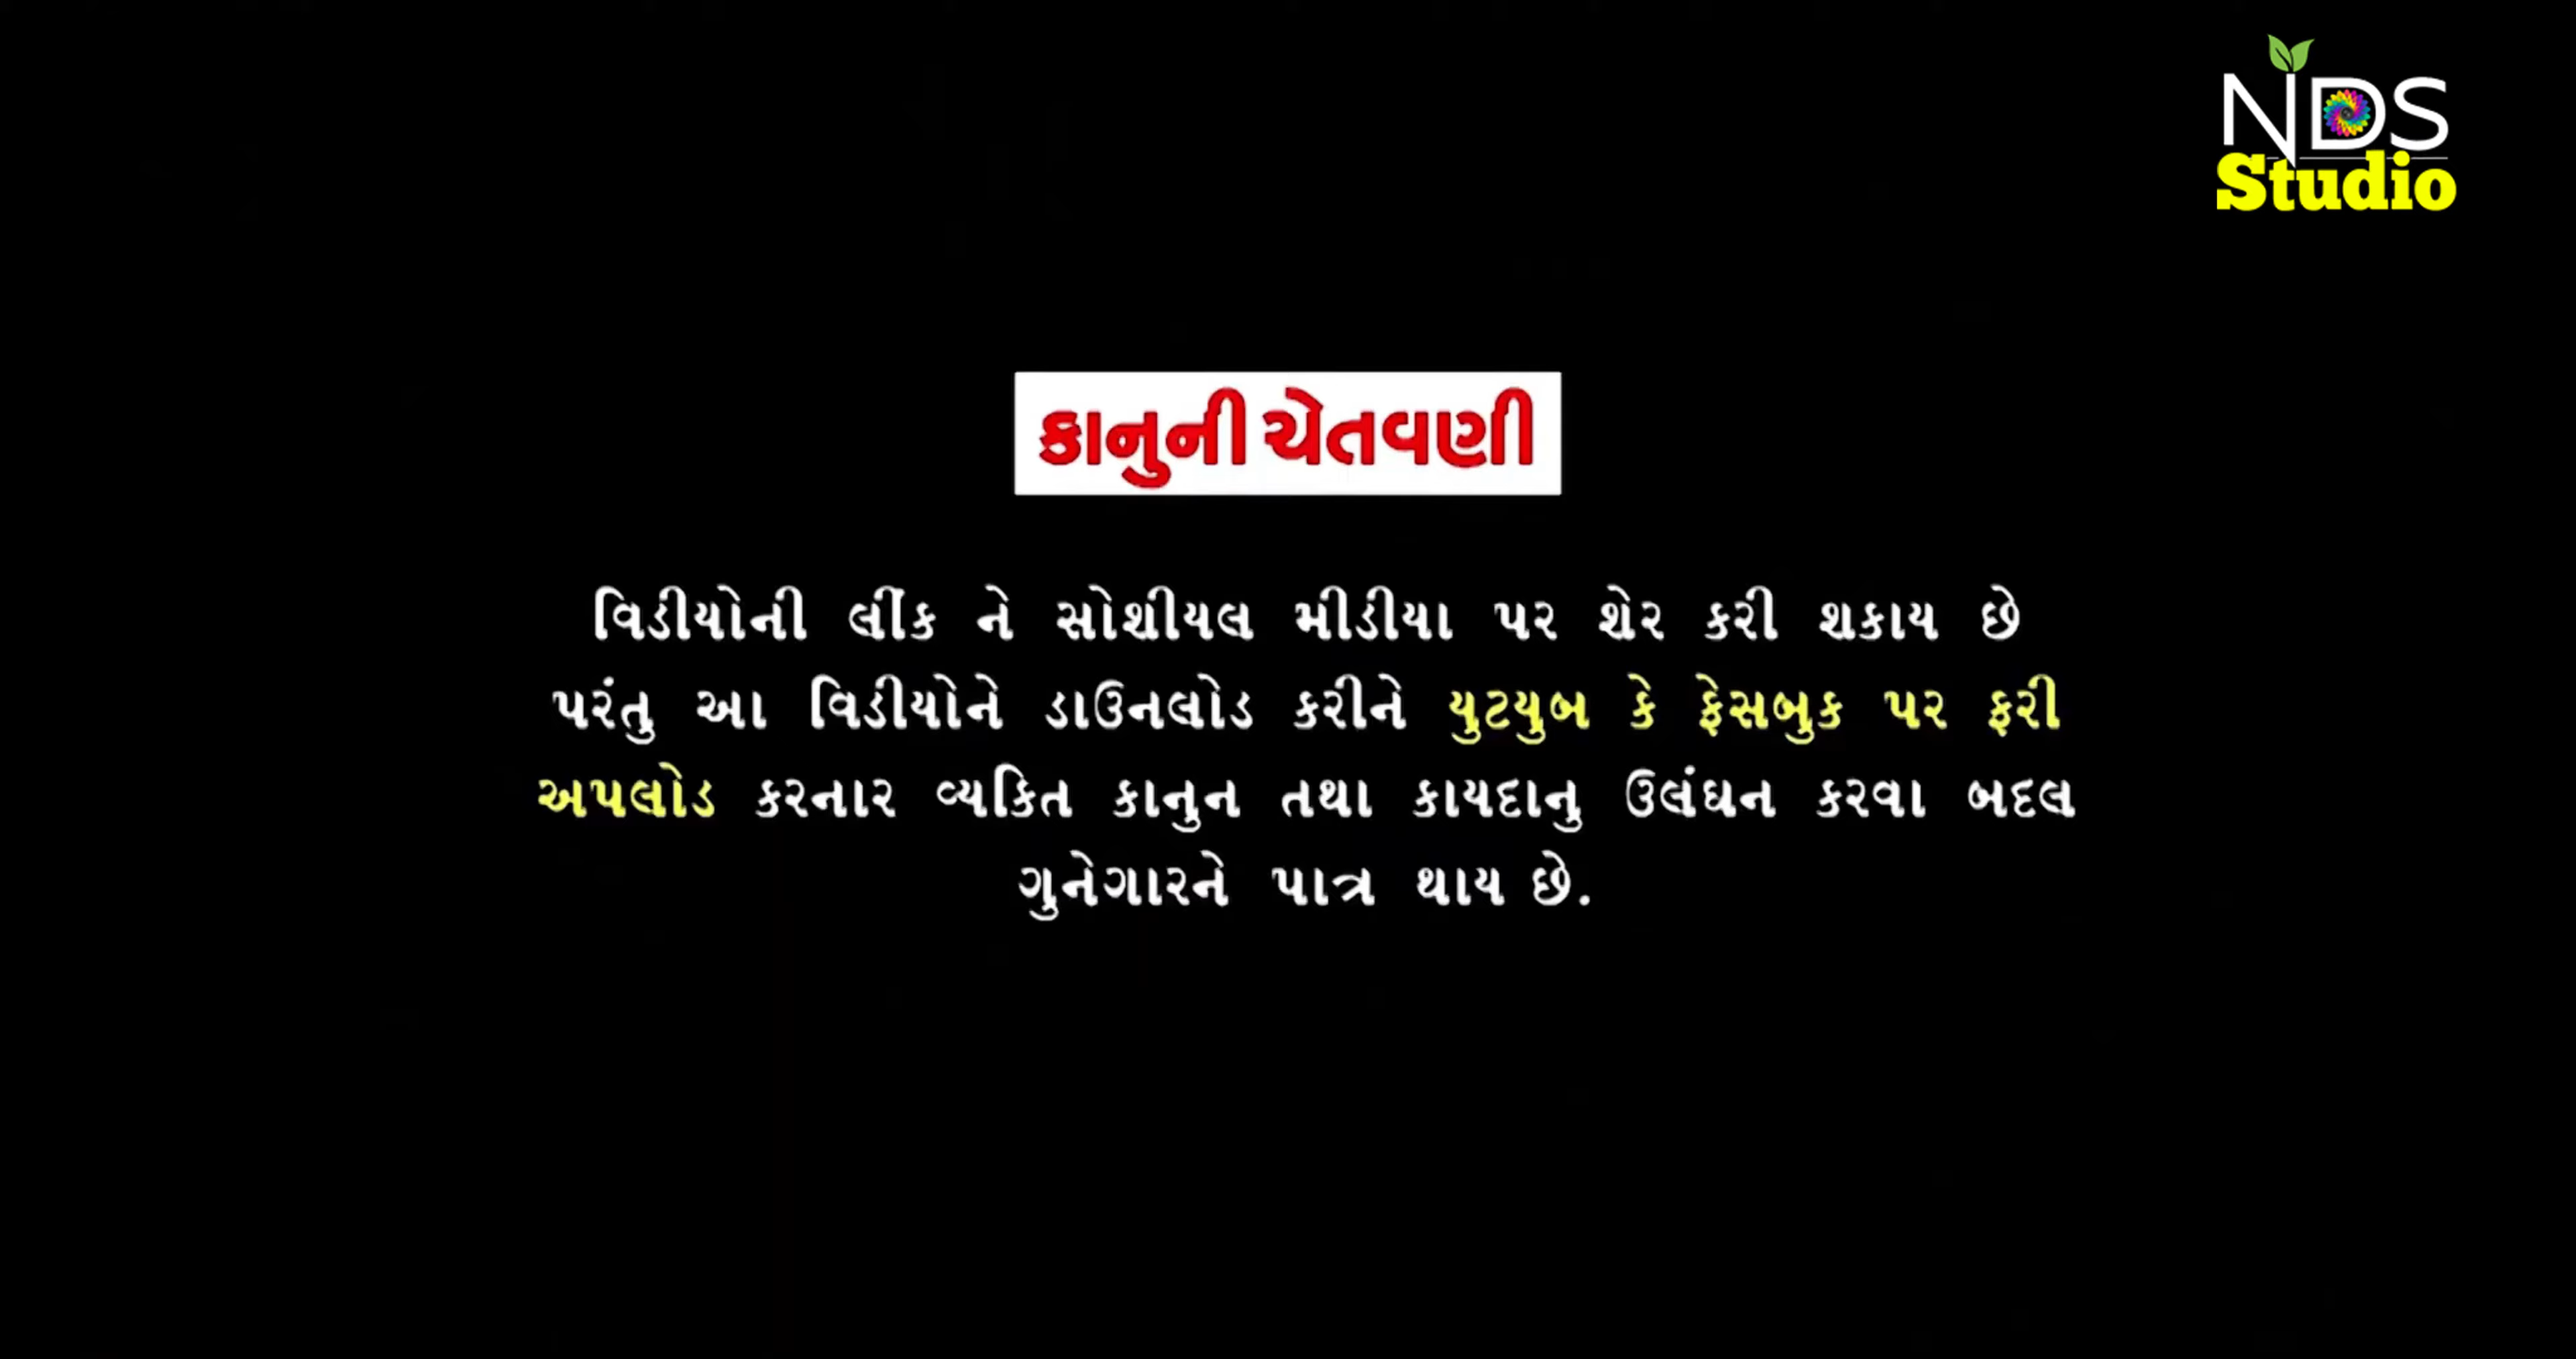 NDS
Studio
કાનુની ચેતવણી
વિડીયોની લીંક ને સોશીયલ મીડીયા પર શેર કરી શકાય છે
પરંતુ આ વિડીયોને ડાઉનલોડ કરીને યુટયુબ કે ફેસબુક પર ફરી
અપલોડ કરનાર વ્યકિત કાનુન તથા કાયદાનુ ઉલંઘન કરવા બદલ
ગુનેગારને પાત્ર થાય છે.